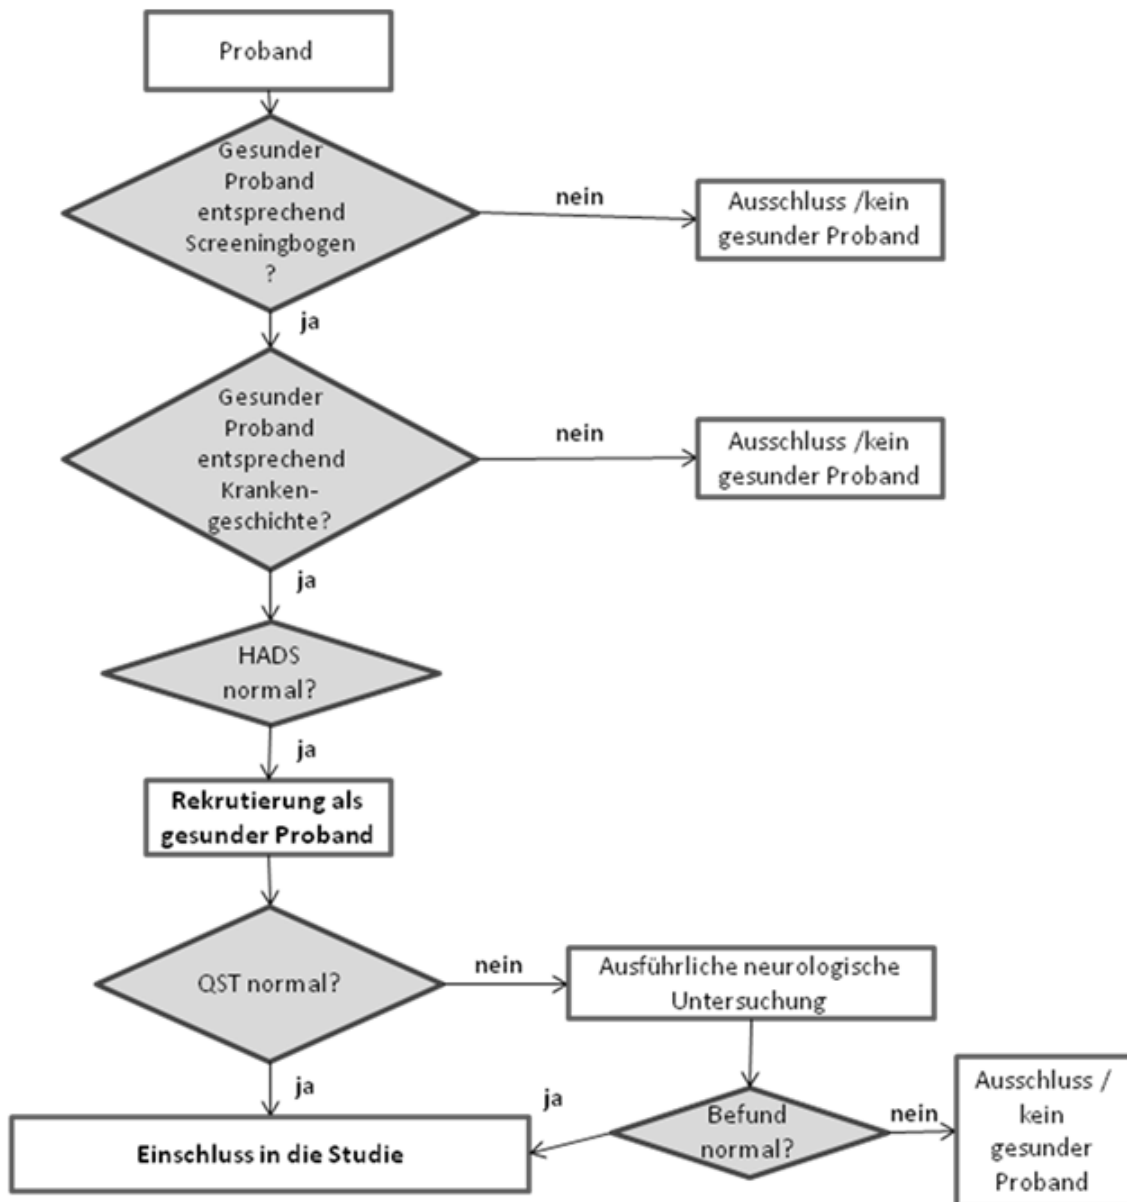 Proband
Gesunder
Proband
entsprechend
Screeningbogen
?
nein
Ausschluss /kein
gesunder Proband
ja
Gesunder
Proband
entsprechend
Kranken-
geschichte?
nein
Ausschluss /kein
gesunder Proband
ja
HADS
normal?
ja
Rekrutierung als
gesunder Proband
QST normal?
nein
Ausführliche neurologische
Untersuchung
ja
Einschluss in die Studie
ja
Befund
normal?
nein
Ausschluss /
kein
gesunder
Proband